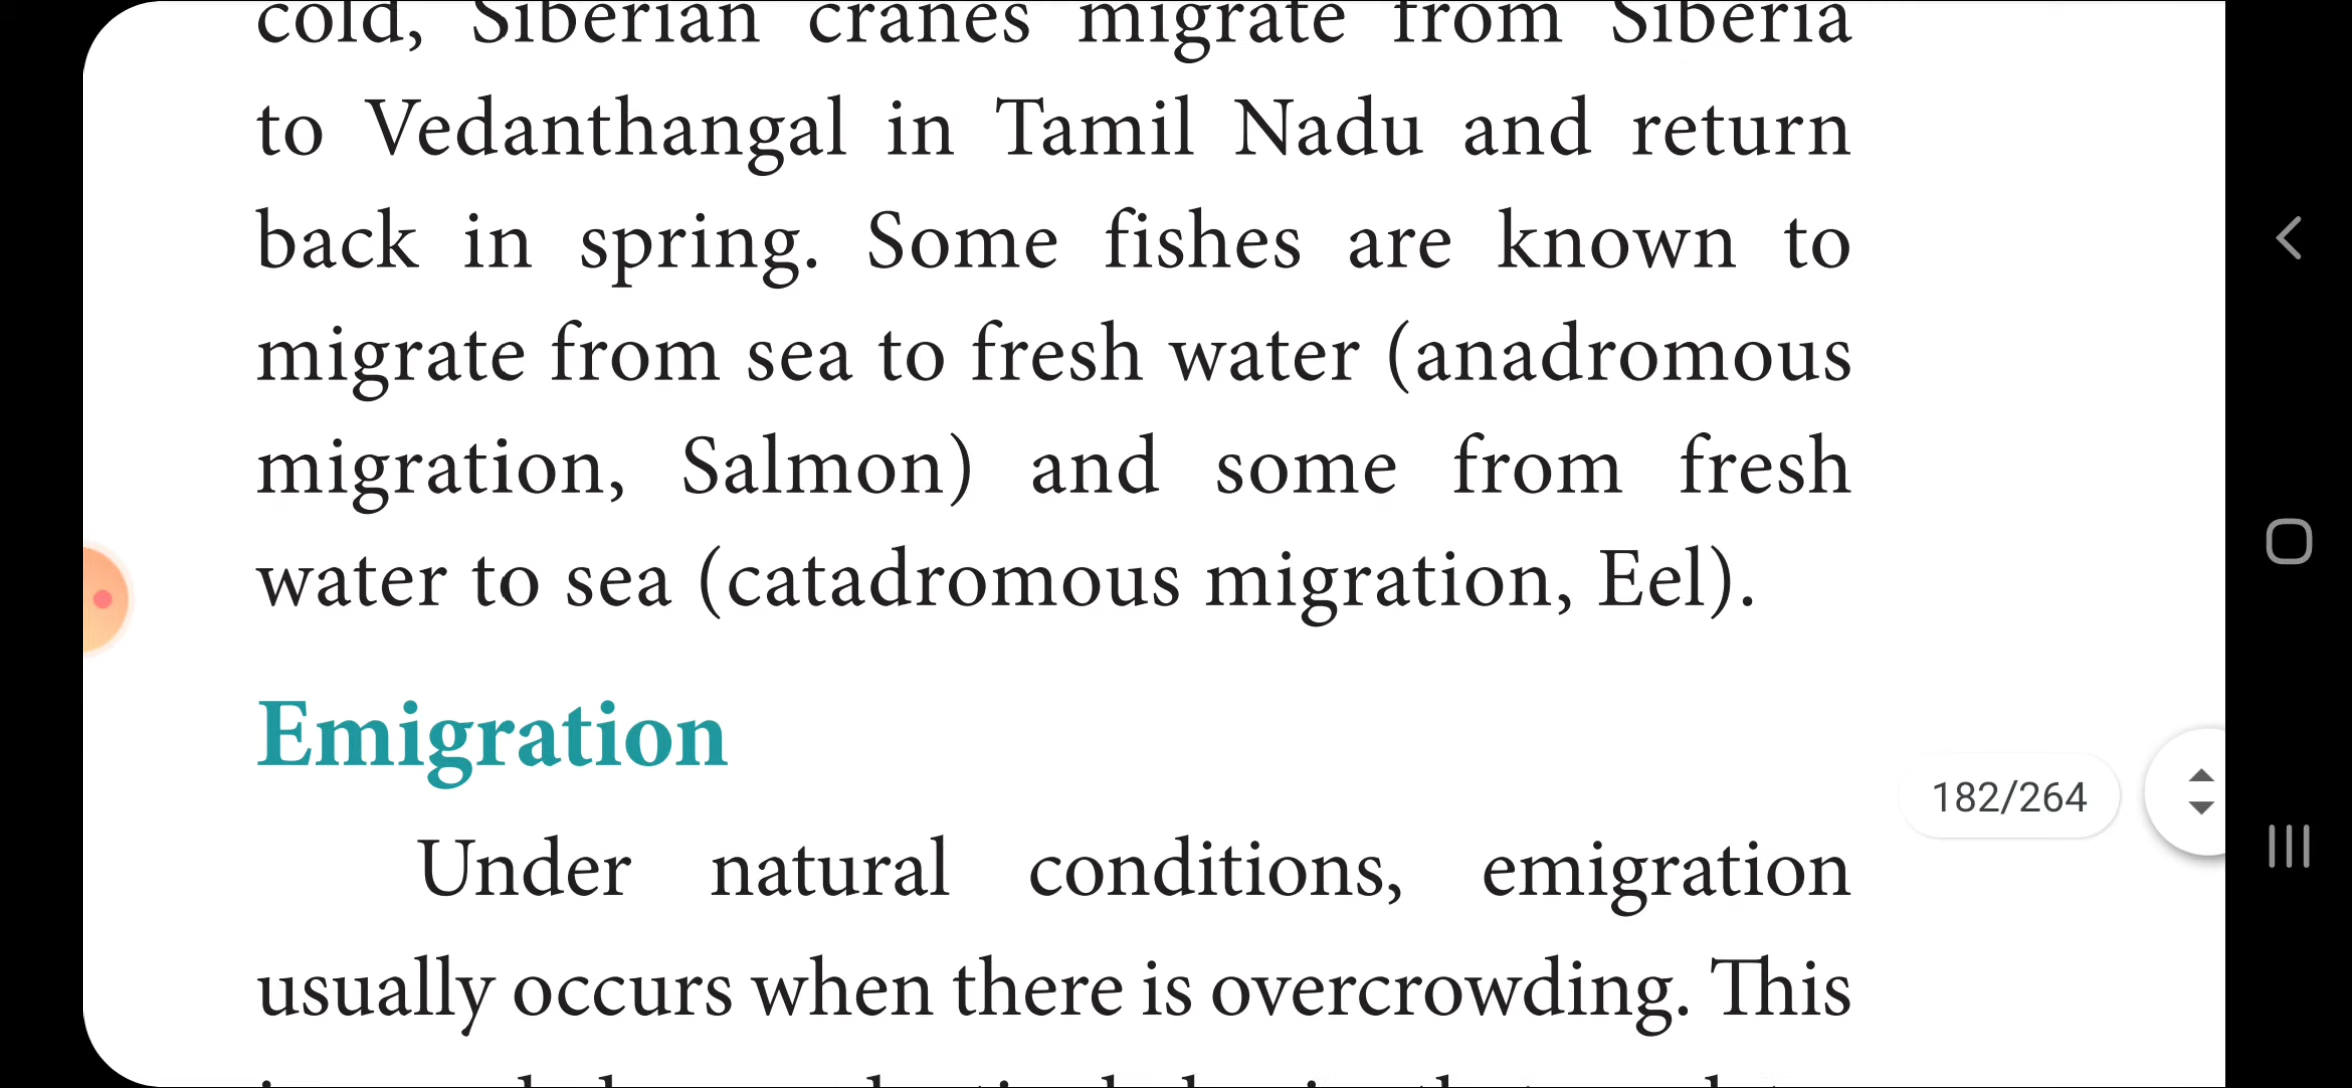 cold, Siberian cranes migrate from Siberia
to Vedanthangal in Tamil Nadu and return
back in spring. Some fishes are known to
migrate from sea to fresh water (anadromous
migration, Salmon) and some from fresh
water to sea (catadromous migration, Eel).
Emigration
182/264
Under natural conditions, emigration
usually occurs when there is overcrowding. This